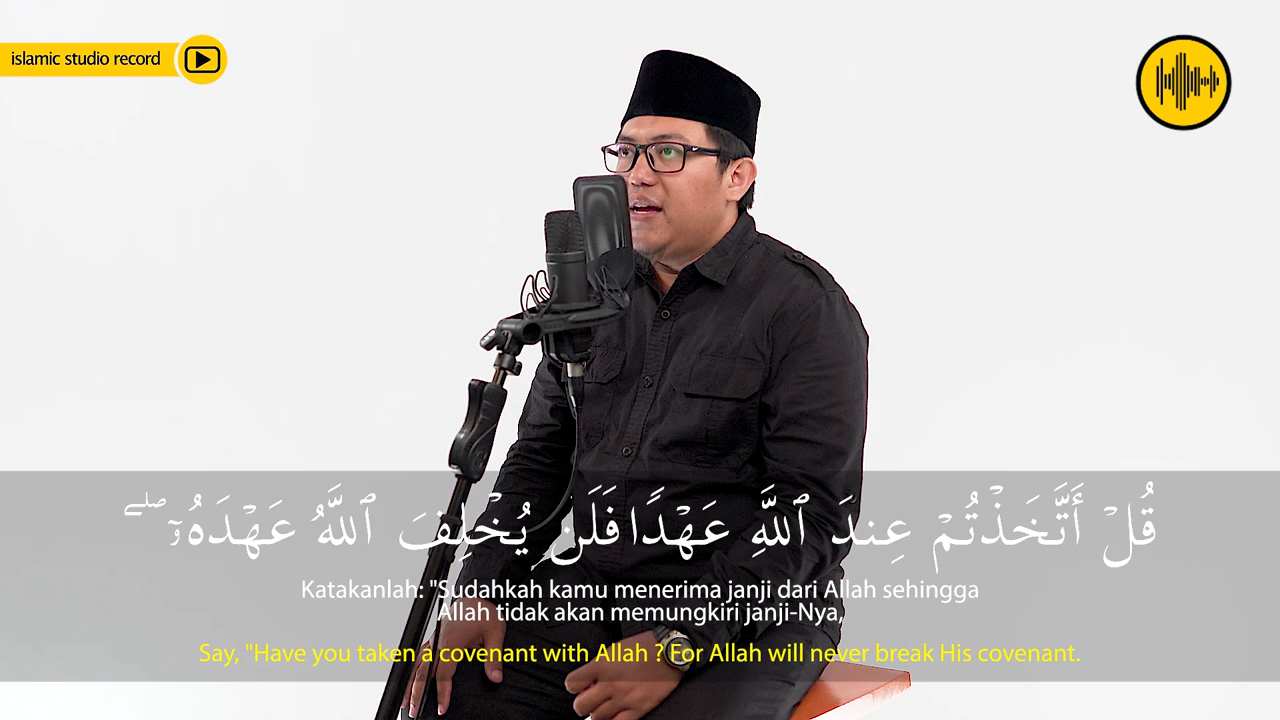 islamic studio record
قُلْ أَتَّخَذْتُمْ عِندَ ٱللَّهِ عَهْدًا فَلَن يُخْلِفَ ٱللَّهُ عَهْدَهُۥٓ ۖ
Katakanlah: "Sudahkah kamu menerima janji dari Allah sehingga
Allah tidak akan memungkiri janji-Nya,
Say, "Have you taken a covenant with Allah ? For Allah will never break His covenant.